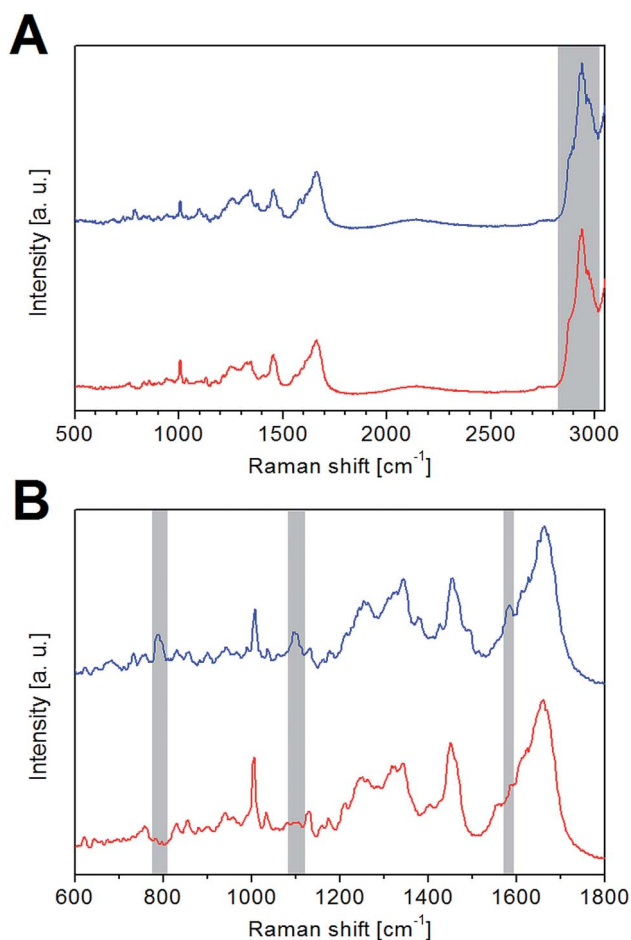 A
Intensity [a. u.]
500 1000 1500 2000 2500 3000
Raman shift [cm⁻¹]
B
Intensity [a. u.]
600 800 1000 1200 1400 1600 1800
Raman shift [cm⁻¹]